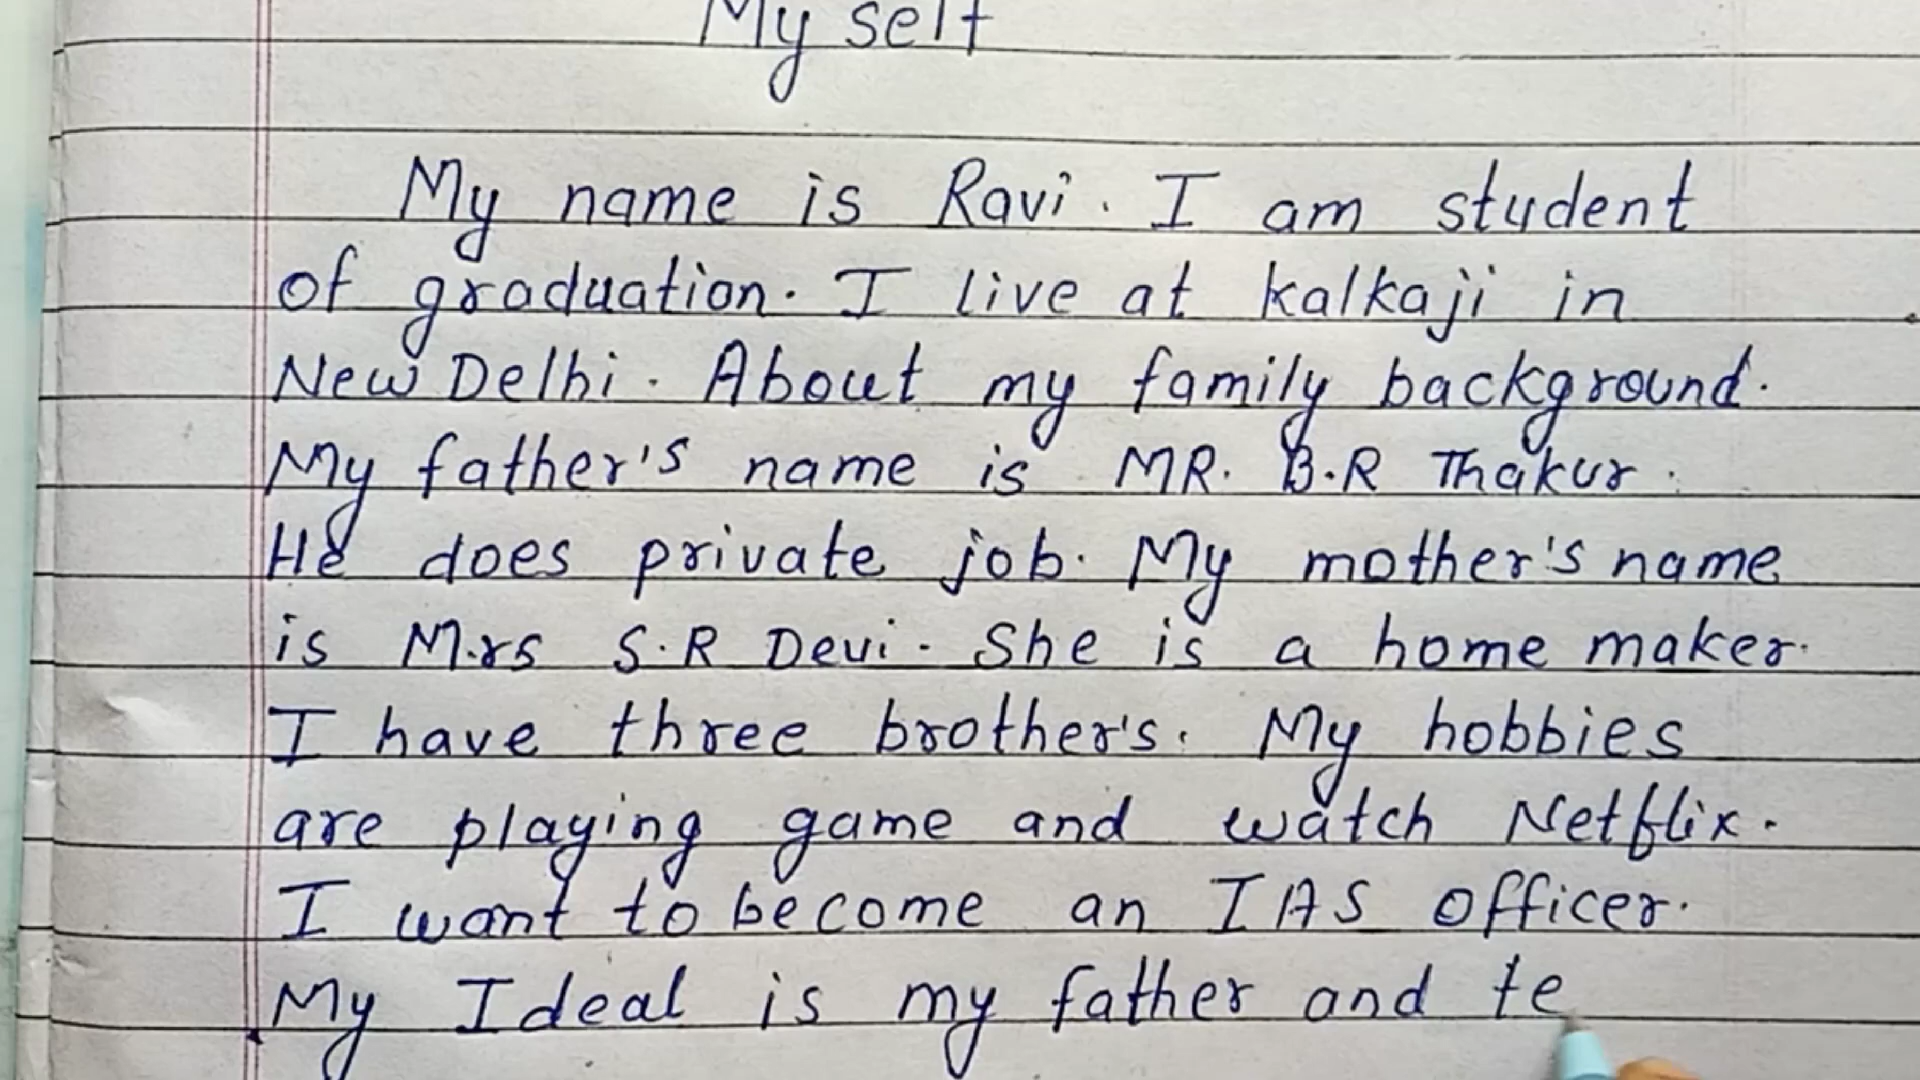 My self
My name is Ravi. I am student
of graduation. I live at kalkaji in
New Delhi. About my family background.
My father's name is MR. B.R Thakur.
He does private job. My mother's name
is M.rs S.R Devi. She is a home maker.
I have three brother's. My hobbies
are playing game and watch Netflix.
I want to become an IAS officer.
My Ideal is my father and te